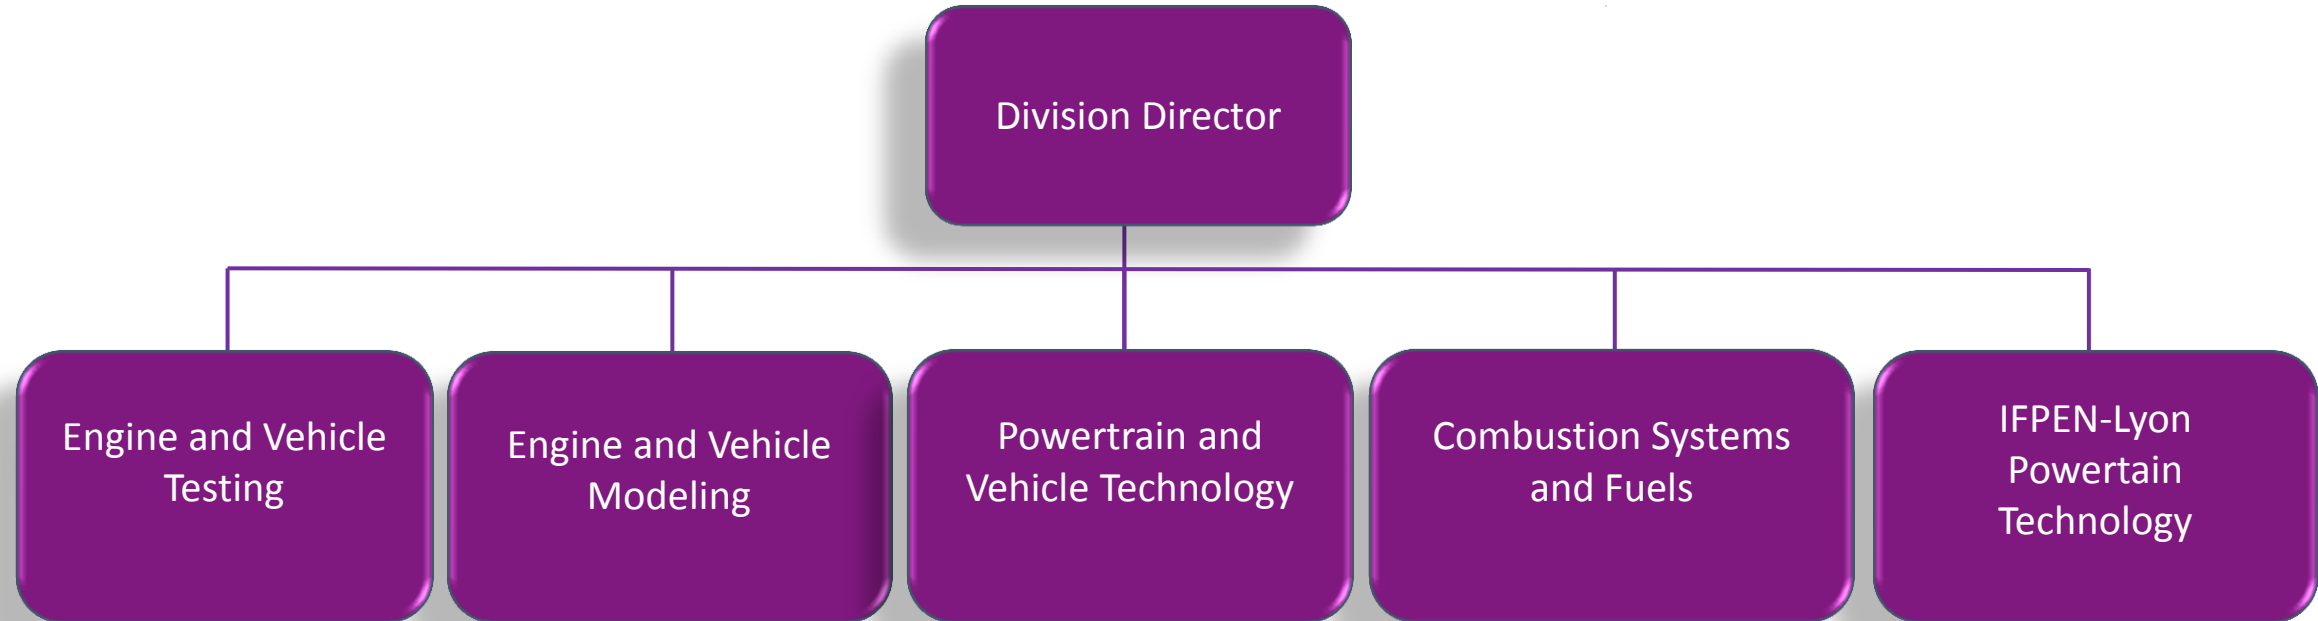 Division Director
Engine and Vehicle
Testing
Engine and Vehicle
Modeling
Powertrain and
Vehicle Technology
Combustion Systems
and Fuels
IFPEN-Lyon
Powertain
Technology